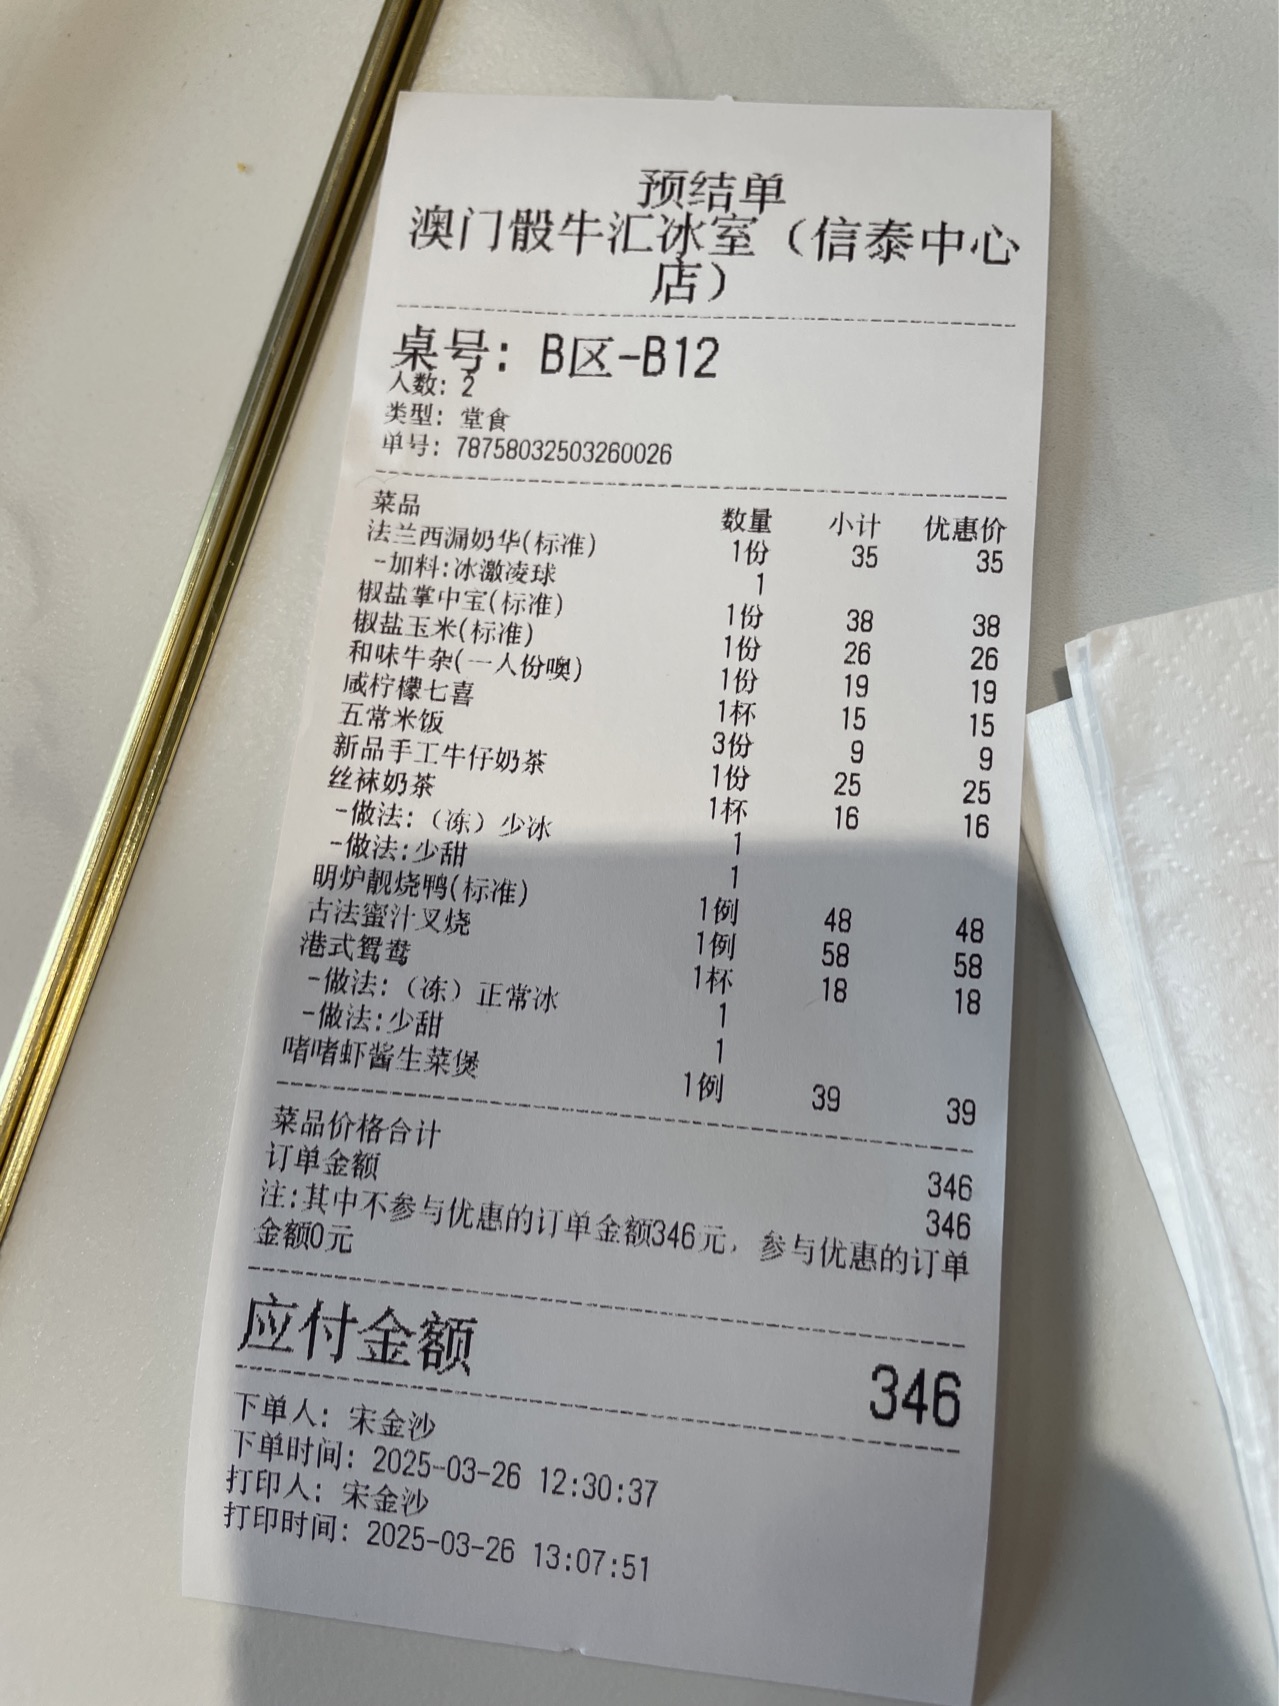 预结单
澳门骰牛汇冰室（信泰中心
店）
桌号：B区-B12
人数：2
类型：堂食
单号：78758032503260026
菜品 数量 小计 优惠价
法兰西漏奶华(标准) 1份 35 35
-加料:冰激凌球 1
椒盐掌中宝(标准) 1份 38 38
椒盐玉米(标准) 1份 26 26
和味牛杂(一人份噢) 1份 19 19
咸柠檬七喜 1杯 15 15
五常米饭 3份 9 9
新品手工牛仔奶茶 1份 25 25
丝袜奶茶 1杯 16 16
-做法:（冻）少冰 1
-做法:少甜 1
明炉靓烧鸭(标准) 1例 48 48
古法蜜汁叉烧 1例 58 58
港式鸳鸯 1杯 18 18
-做法:（冻）正常冰 1
-做法:少甜 1
啫啫虾酱生菜煲 1例 39 39
菜品价格合计 346
订单金额 346
注:其中不参与优惠的订单金额346元，参与优惠的订单
金额0元
应付金额 346
下单人：宋金沙
下单时间：2025-03-26 12:30:37
打印人：宋金沙
打印时间：2025-03-26 13:07:51